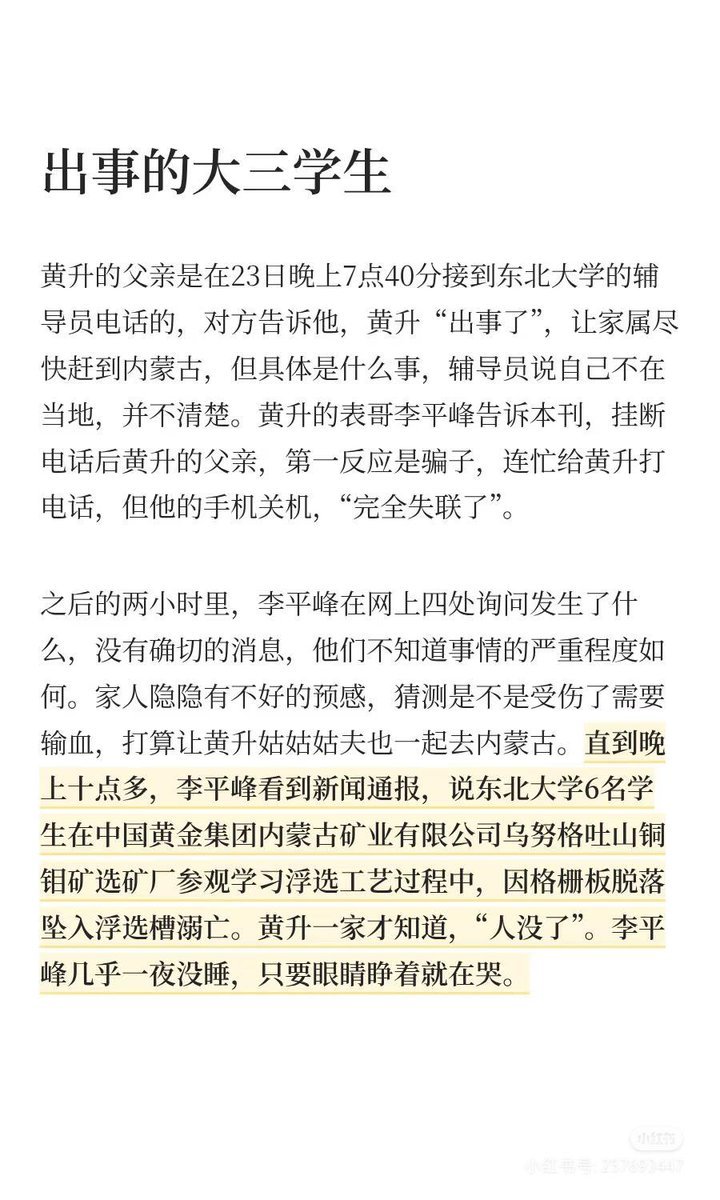 出事的大三学生
黄升的父亲是在23日晚上7点40分接到东北大学的辅
导员电话的，对方告诉他，黄升“出事了”，让家属尽
快赶到内蒙古，但具体是什么事，辅导员说自己不在
当地，并不清楚。黄升的表哥李平峰告诉本刊，挂断
电话后黄升的父亲，第一反应是骗子，连忙给黄升打
电话，但他的手机关机，“完全失联了”。
之后的两小时里，李平峰在网上四处询问发生了什
么，没有确切的消息，他们不知道事情的严重程度如
何。家人隐隐有不好的预感，猜测是不是受伤了需要
输血，打算让黄升姑姑姑夫也一起去内蒙古。直到晚
上十点多，李平峰看到新闻通报，说东北大学6名学
生在中国黄金集团内蒙古矿业有限公司乌努格吐山铜
钼矿选矿厂参观学习浮选工艺过程中，因格栅板脱落
坠入浮选槽溺亡。黄升一家才知道，“人没了”。李平
峰几乎一夜没睡，只要眼睛睁着就在哭。
小红书
小红书号: